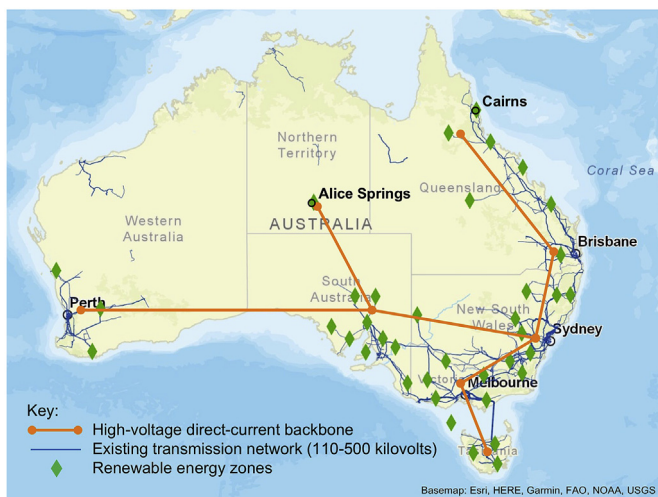 Cairns
Northern
Territory
Coral Sea
Alice Springs
Queensland
Western
Australia
AUSTRALIA
Brisbane
South
Australia
Perth
New South
Wales
Sydney
Victoria
Melbourne
Tasmania
Key:
High-voltage direct-current backbone
Existing transmission network (110-500 kilovolts)
Renewable energy zones
Basemap: Esri, HERE, Garmin, FAO, NOAA, USGS